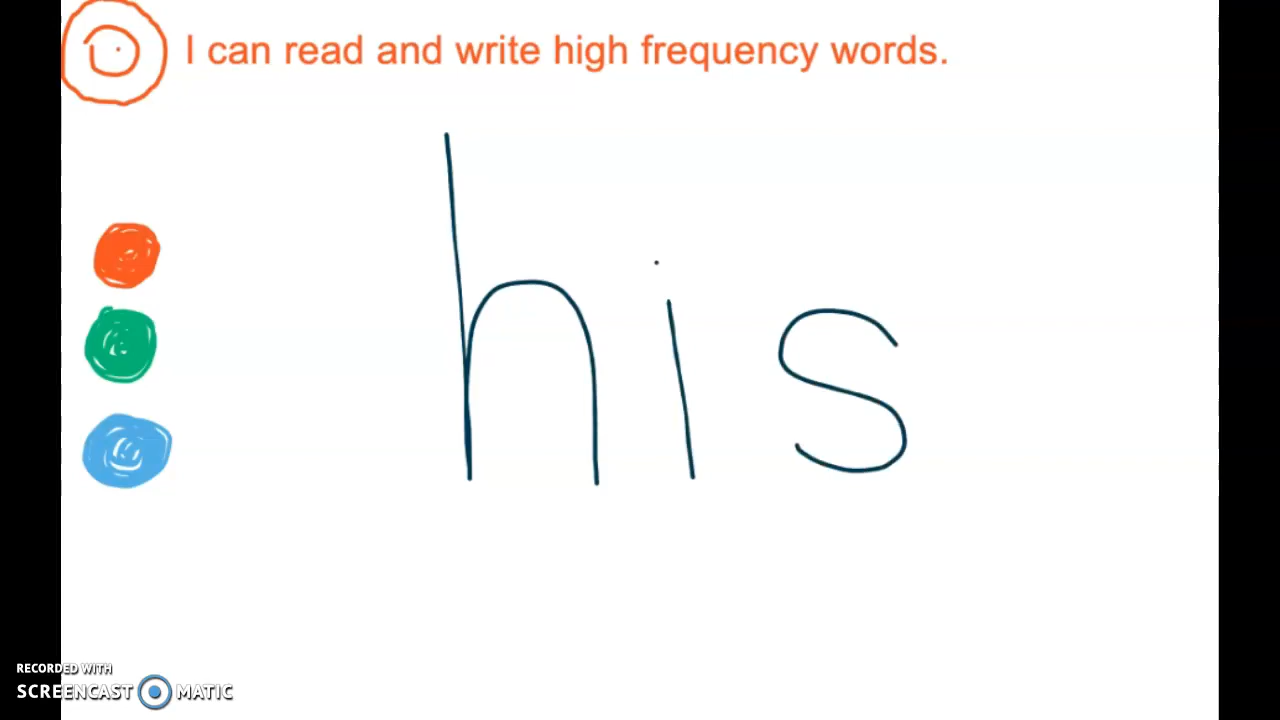 I can read and write high frequency words.
his
RECORDED WITH
SCREENCAST MATIC